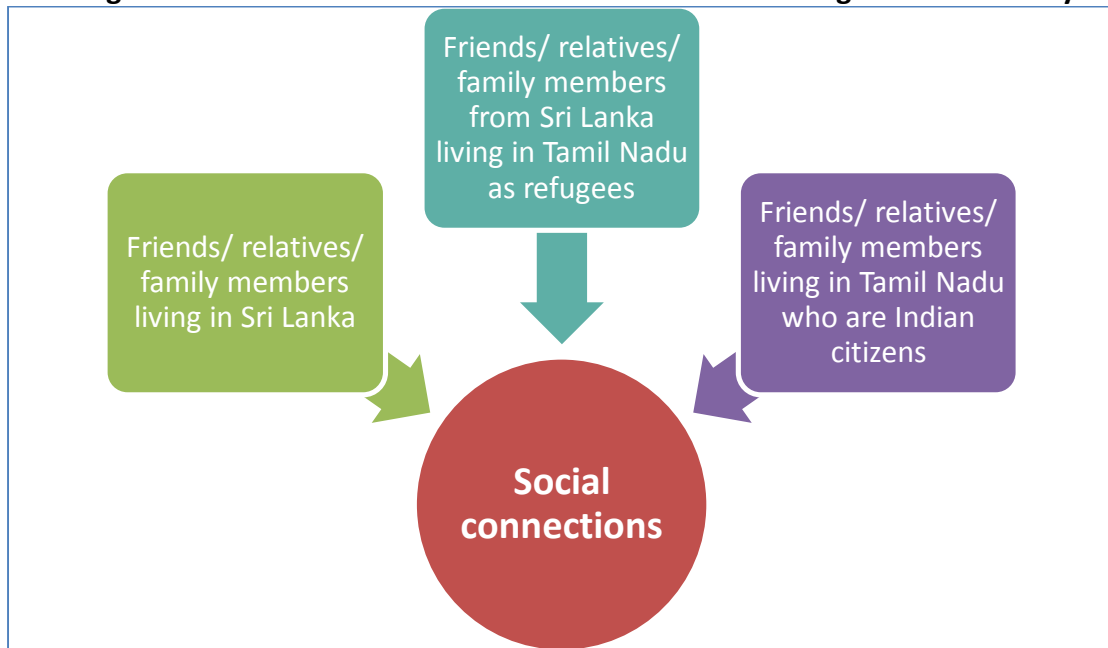 Friends/ relatives/
family members
from Sri Lanka
living in Tamil Nadu
as refugees
Friends/ relatives/
family members
living in Sri Lanka
Friends/ relatives/
family members
living in Tamil Nadu
who are Indian
citizens
Social
connections